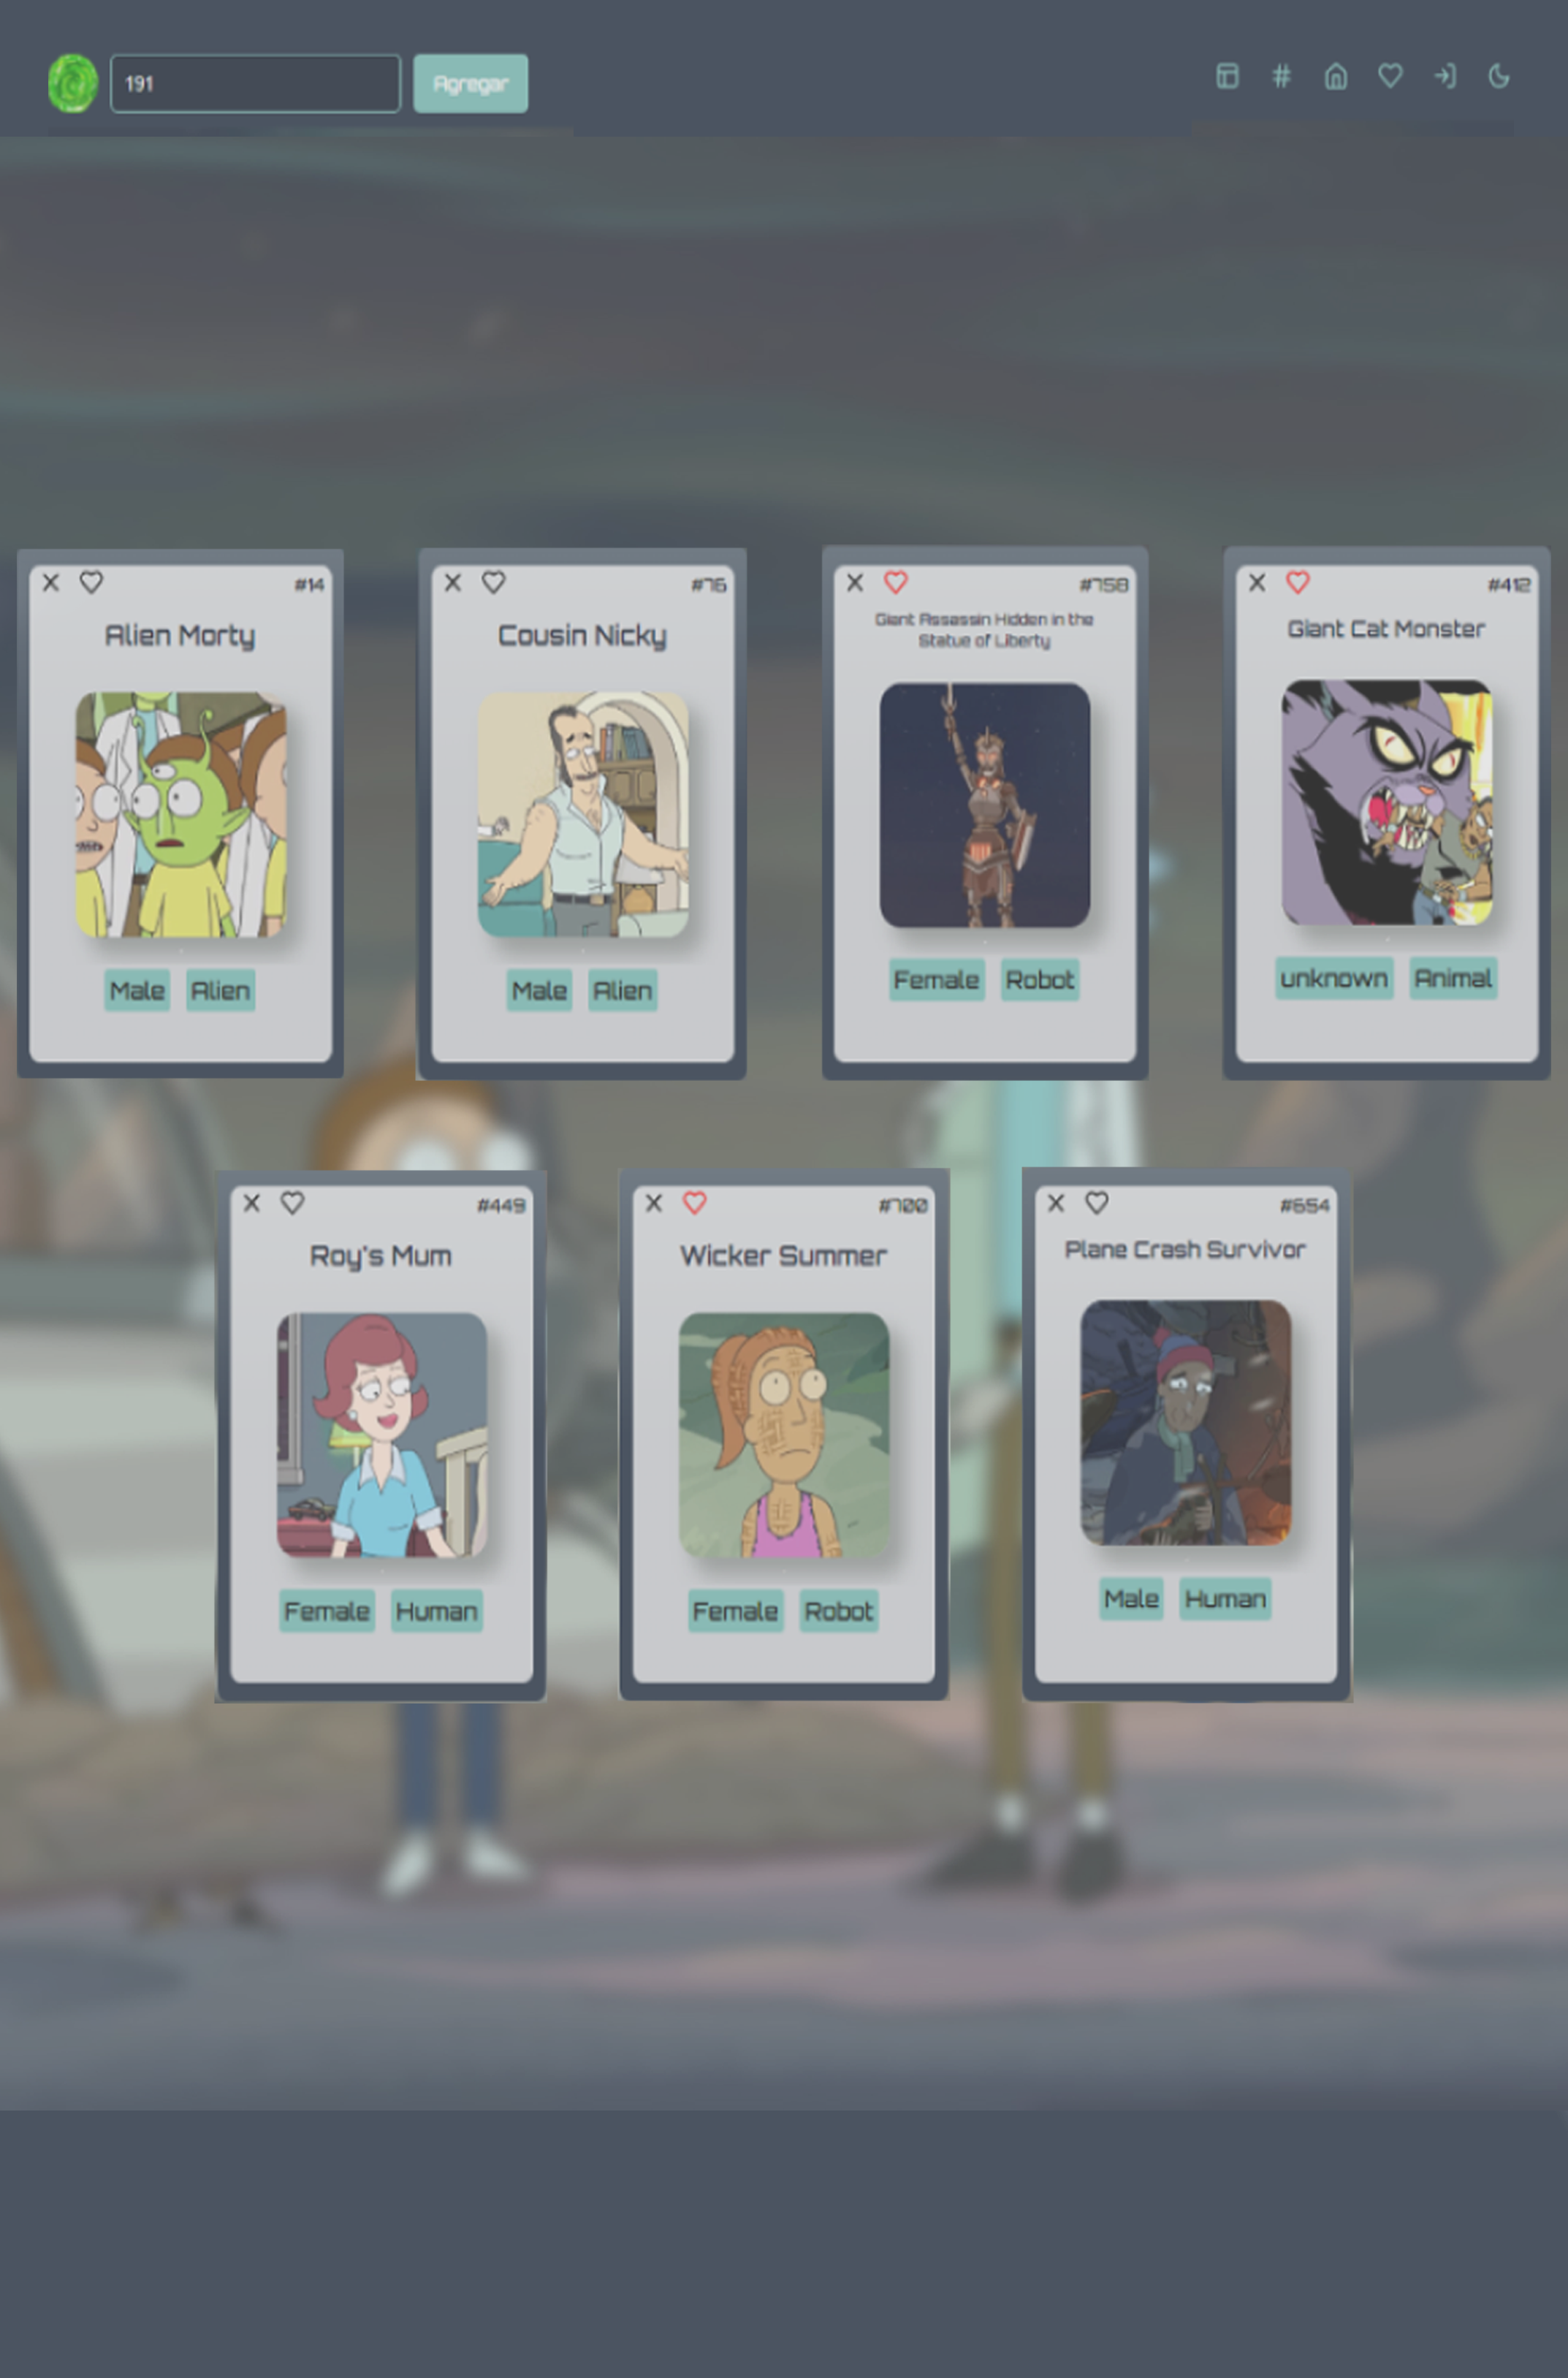 191
Agregar
#14
Alien Morty
Male Alien
#76
Cousin Nicky
Male Alien
#758
Giant Assassin Hidden in the
Statue of Liberty
Female Robot
#412
Giant Cat Monster
unknown Animal
#449
Roy's Mum
Female Human
#700
Wicker Summer
Female Robot
#654
Plane Crash Survivor
Male Human